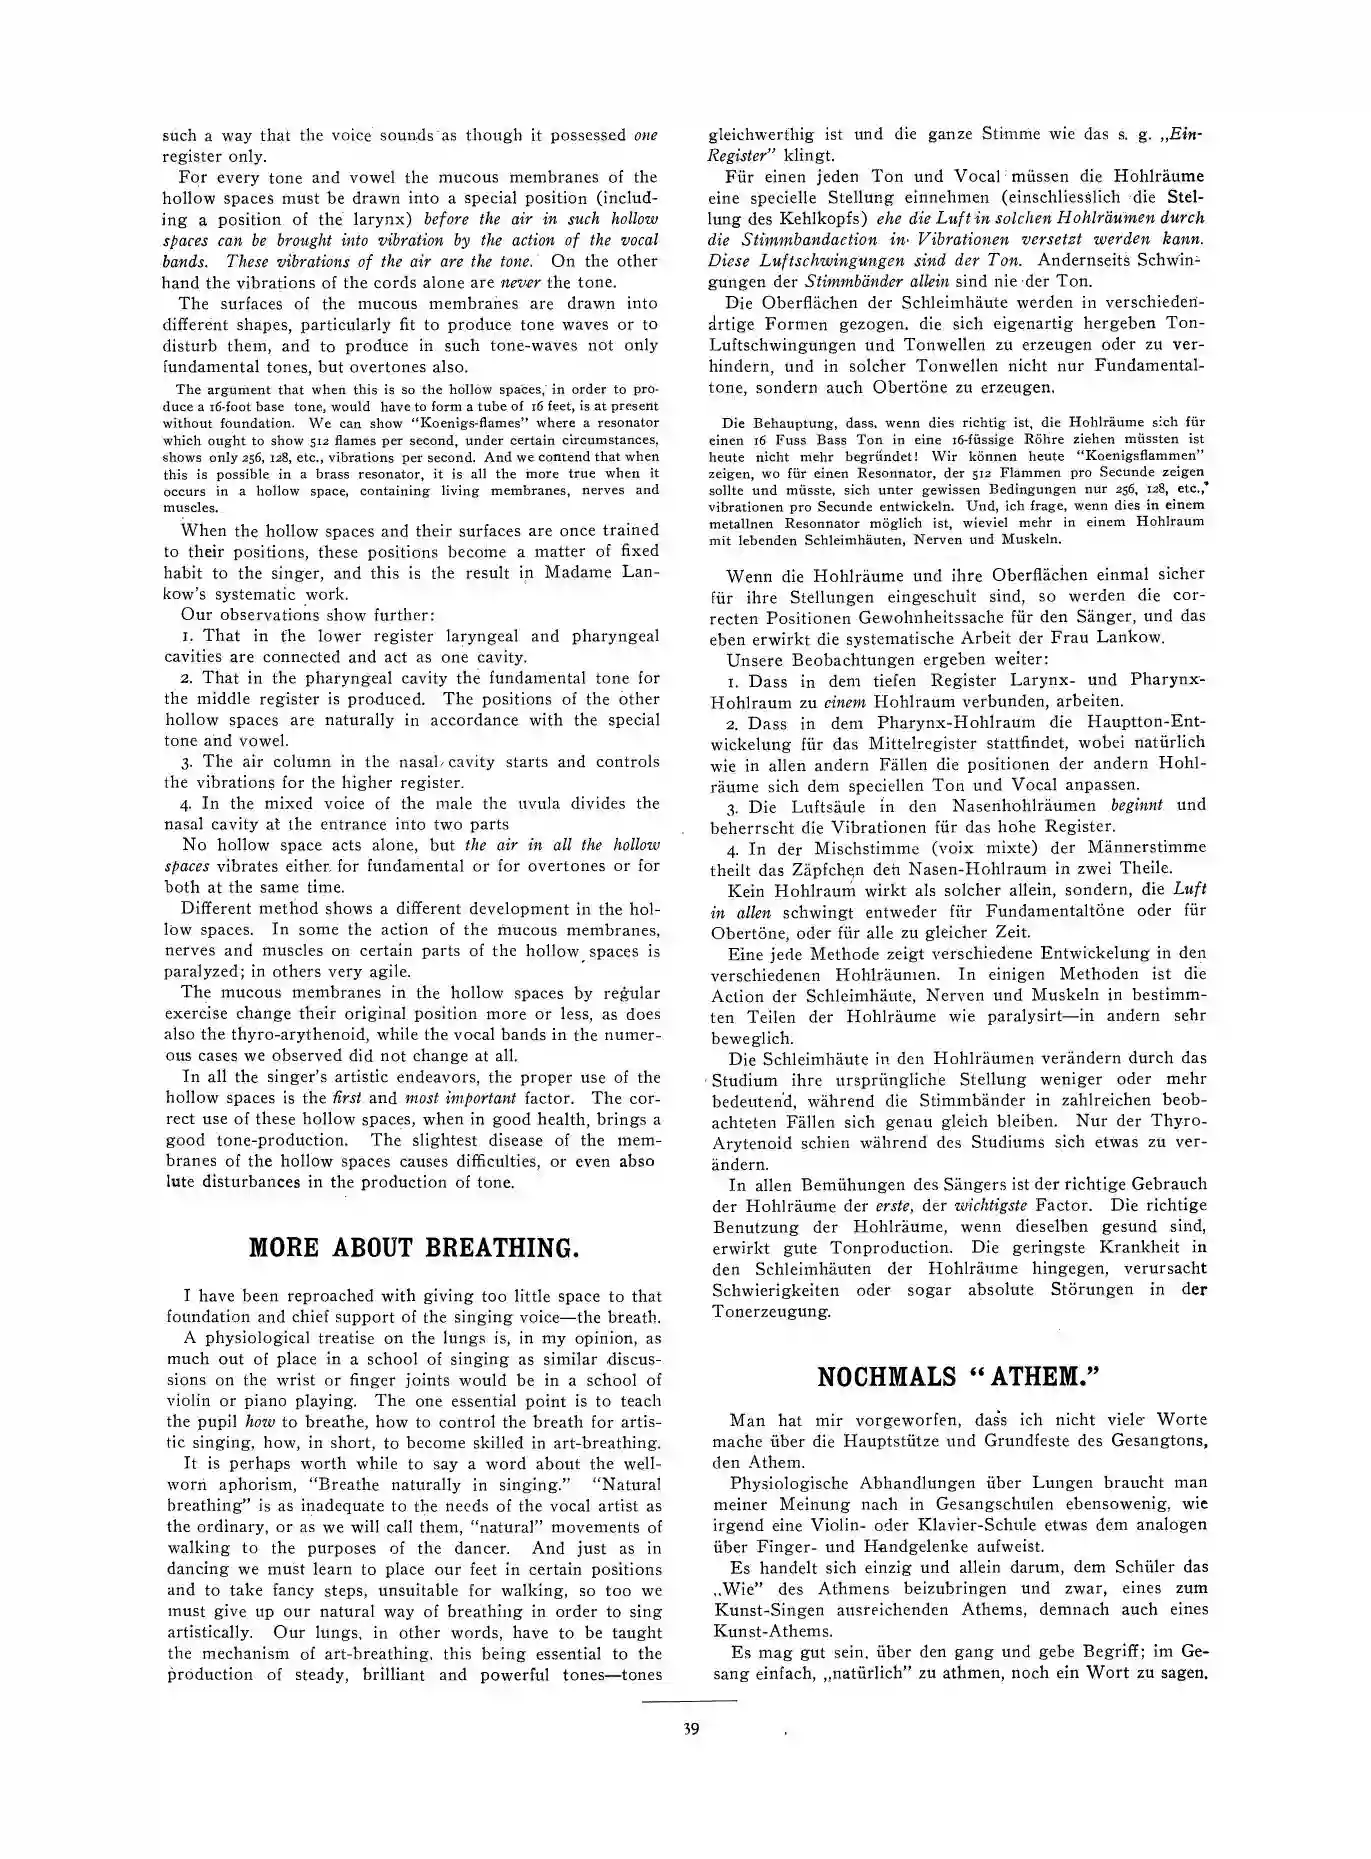 such a way that the voice sounds as though it possessed one
register only.
For every tone and vowel the mucous membranes of the
hollow spaces must be drawn into a special position (includ-
ing a position of the larynx) before the air in such hollow
spaces can be brought into vibration by the action of the vocal
bands. These vibrations of the air are the tone. On the other
hand the vibrations of the cords alone are never the tone.
The surfaces of the mucous membranes are drawn into
different shapes, particularly fit to produce tone waves or to
disturb them, and to produce in such tone-waves not only
fundamental tones, but overtones also.
The argument that when this is so the hollow spaces, in order to pro-
duce a 16-foot base tone, would have to form a tube of 16 feet, is at present
without foundation. We can show "Koenigs-flames" where a resonator
which ought to show 512 flames per second, under certain circumstances,
shows only 256, 128, etc., vibrations per second. And we contend that when
this is possible in a brass resonator, it is all the more true when it
occurs in a hollow space, containing living membranes, nerves and
muscles.
When the hollow spaces and their surfaces are once trained
to their positions, these positions become a matter of fixed
habit to the singer, and this is the result in Madame Lan-
kow's systematic work.
Our observations show further:
1. That in the lower register laryngeal and pharyngeal
cavities are connected and act as one cavity.
2. That in the pharyngeal cavity the fundamental tone for
the middle register is produced. The positions of the other
hollow spaces are naturally in accordance with the special
tone and vowel.
3. The air column in the nasal cavity starts and controls
the vibrations for the higher register.
4. In the mixed voice of the male the uvula divides the
nasal cavity at the entrance into two parts
No hollow space acts alone, but the air in all the hollow
spaces vibrates either for fundamental or for overtones or for
both at the same time.
Different method shows a different development in the hol-
low spaces. In some the action of the mucous membranes,
nerves and muscles on certain parts of the hollow spaces is
paralyzed; in others very agile.
The mucous membranes in the hollow spaces by regular
exercise change their original position more or less, as does
also the thyro-arythenoid, while the vocal bands in the numer-
ous cases we observed did not change at all.
In all the singer's artistic endeavors, the proper use of the
hollow spaces is the first and most important factor. The cor-
rect use of these hollow spaces, when in good health, brings a
good tone-production. The slightest disease of the mem-
branes of the hollow spaces causes difficulties, or even abso
lute disturbances in the production of tone.
MORE ABOUT BREATHING.
I have been reproached with giving too little space to that
foundation and chief support of the singing voice—the breath.
A physiological treatise on the lungs is, in my opinion, as
much out of place in a school of singing as similar discus-
sions on the wrist or finger joints would be in a school of
violin or piano playing. The one essential point is to teach
the pupil how to breathe, how to control the breath for artis-
tic singing, how, in short, to become skilled in art-breathing.
It is perhaps worth while to say a word about the well-
worn aphorism, "Breathe naturally in singing." "Natural
breathing" is as inadequate to the needs of the vocal artist as
the ordinary, or as we will call them, "natural" movements of
walking to the purposes of the dancer. And just as in
dancing we must learn to place our feet in certain positions
and to take fancy steps, unsuitable for walking, so too we
must give up our natural way of breathing in order to sing
artistically. Our lungs, in other words, have to be taught
the mechanism of art-breathing, this being essential to the
production of steady, brilliant and powerful tones—tones
gleichwerthig ist und die ganze Stimme wie das s. g. „Ein-
Register" klingt.
Für einen jeden Ton und Vocal müssen die Hohlräume
eine specielle Stellung einnehmen (einschliesslich die Stel-
lung des Kehlkopfs) ehe die Luft in solchen Hohlräumen durch
die Stimmbandaction in Vibrationen versetzt werden kann.
Diese Luftschwingungen sind der Ton. Andernseits Schwin-
gungen der Stimmbänder allein sind nie der Ton.
Die Oberflächen der Schleimhäute werden in verschieden-
artige Formen gezogen, die sich eigenartig hergeben Ton-
Luftschwingungen und Tonwellen zu erzeugen oder zu ver-
hindern, und in solcher Tonwellen nicht nur Fundamental-
tone, sondern auch Obertöne zu erzeugen.
Die Behauptung, dass, wenn dies richtig ist, die Hohlräume sich für
einen 16 Fuss Bass Ton in eine 16-füssige Röhre ziehen müssten ist
heute nicht mehr begründet! Wir können heute "Koenigsflammen"
zeigen, wo für einen Resonnator, der 512 Flammen pro Secunde zeigen
sollte und müsste, sich unter gewissen Bedingungen nur 256, 128, etc.,
vibrationen pro Secunde entwickeln. Und, ich frage, wenn dies in einem
metallnen Resonnator möglich ist, wieviel mehr in einem Hohlraum
mit lebenden Schleimhäuten, Nerven und Muskeln.
Wenn die Hohlräume und ihre Oberflächen einmal sicher
für ihre Stellungen eingeschult sind, so werden die cor-
recten Positionen Gewohnheitssache für den Sänger, und das
eben erwirkt die systematische Arbeit der Frau Lankow.
Unsere Beobachtungen ergeben weiter:
1. Dass in dem tiefen Register Larynx- und Pharynx-
Hohlraum zu einem Hohlraum verbunden, arbeiten.
2. Dass in dem Pharynx-Hohlraum die Hauptton-Ent-
wickelung für das Mittelregister stattfindet, wobei natürlich
wie in allen andern Fällen die positionen der andern Hohl-
räume sich dem speciellen Ton und Vocal anpassen.
3. Die Luftsäule in den Nasenhohlräumen beginnt und
beherrscht die Vibrationen für das hohe Register.
4. In der Mischstimme (voix mixte) der Männerstimme
theilt das Zäpfchen den Nasen-Hohlraum in zwei Theile.
Kein Hohlraum wirkt als solcher allein, sondern, die Luft
in allen schwingt entweder für Fundamentaltöne oder für
Obertöne, oder für alle zu gleicher Zeit.
Eine jede Methode zeigt verschiedene Entwickelung in den
verschiedenen Hohlräumen. In einigen Methoden ist die
Action der Schleimhäute, Nerven und Muskeln in bestimm-
ten Teilen der Hohlräume wie paralysirt—in andern sehr
beweglich.
Die Schleimhäute in den Hohlräumen verändern durch das
Studium ihre ursprüngliche Stellung weniger oder mehr
bedeutend, während die Stimmbänder in zahlreichen beob-
achteten Fällen sich genau gleich bleiben. Nur der Thyro-
Arytenoid schien während des Studiums sich etwas zu ver-
ändern.
In allen Bemühungen des Sängers ist der richtige Gebrauch
der Hohlräume der erste, der wichtigste Factor. Die richtige
Benutzung der Hohlräume, wenn dieselben gesund sind,
erwirkt gute Tonproduction. Die geringste Krankheit in
den Schleimhäuten der Hohlräume hingegen, verursacht
Schwierigkeiten oder sogar absolute Störungen in der
Tonerzeugung.
NOCHMALS "ATHEM."
Man hat mir vorgeworfen, dass ich nicht viele Worte
mache über die Hauptstütze und Grundfeste des Gesangtons,
den Athem.
Physiologische Abhandlungen über Lungen braucht man
meiner Meinung nach in Gesangschulen ebensowenig, wie
irgend eine Violin- oder Klavier-Schule etwas dem analogen
über Finger- und Handgelenke aufweist.
Es handelt sich einzig und allein darum, dem Schüler das
„Wie" des Athmens beizubringen und zwar, eines zum
Kunst-Singen ausreichenden Athems, demnach auch eines
Kunst-Athems.
Es mag gut sein, über den gang und gebe Begriff; im Ge-
sang einfach, „natürlich" zu athmen, noch ein Wort zu sagen.
39